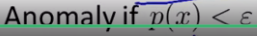 Anomaly if p(x) < ε